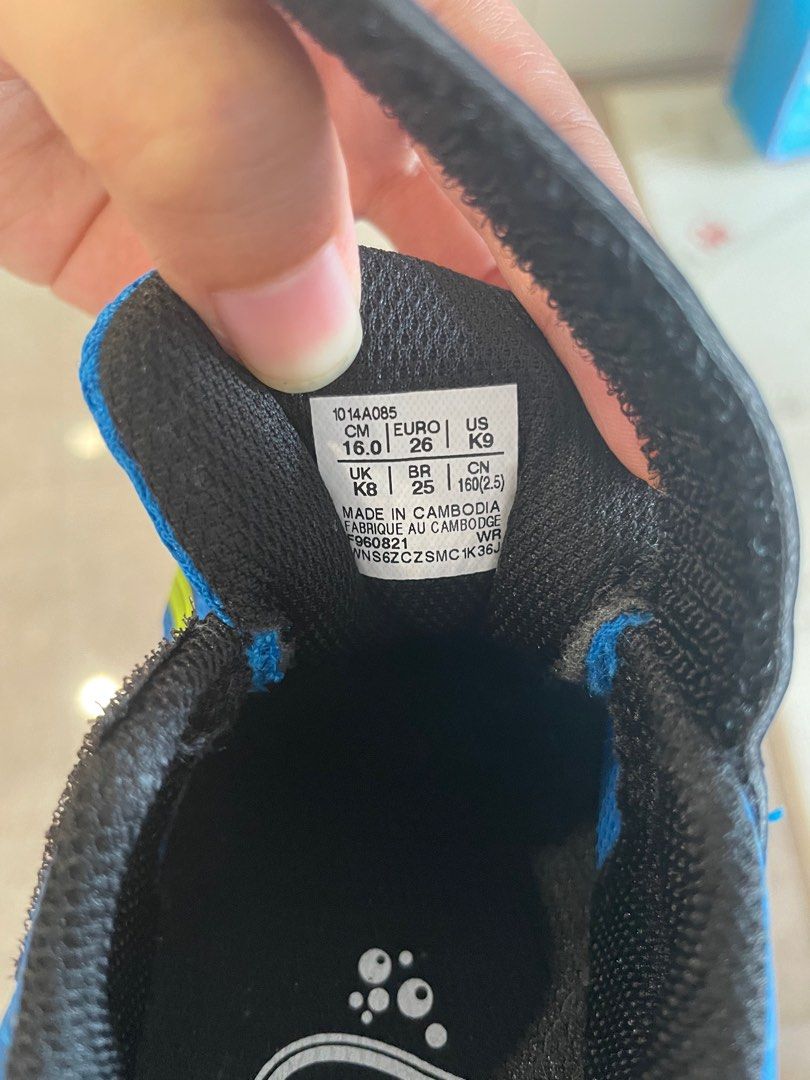 1014A085
CM EURO US
16.0 26 K9
UK BR CN
K8 25 160(2.5)
MADE IN CAMBODIA
FABRIQUE AU CAMBODGE
F960821 WR
WNS6ZCZSMC1K36J